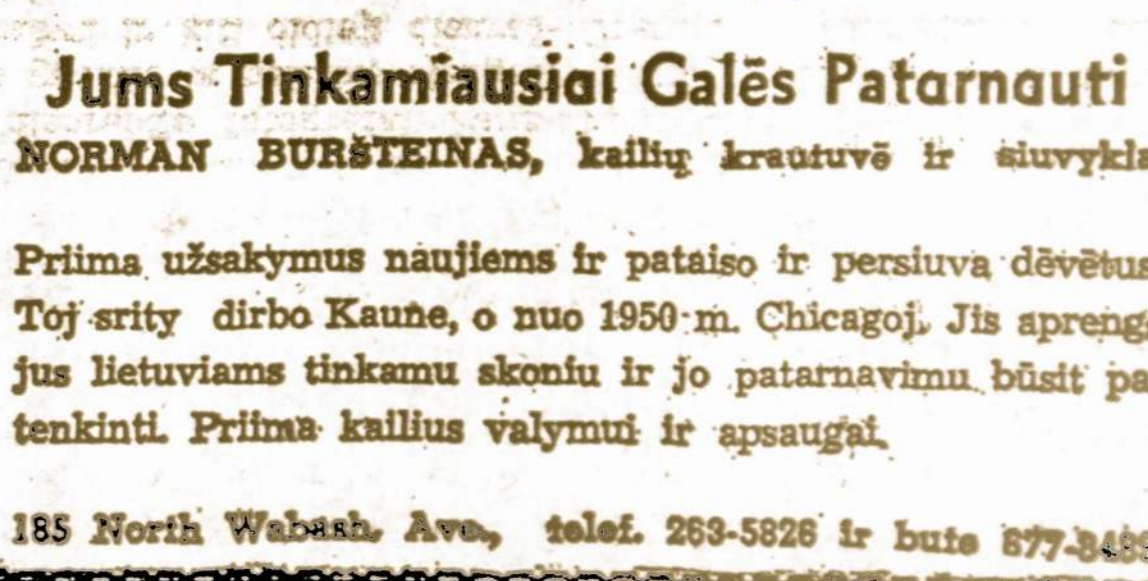 Jums Tinkamiausiai Galės Patarnauti
NORMAN BURŠTEINAS, kailių krautuvė ir siuvykla
Priima užsakymus naujiems ir pataiso ir persiuva dėvėtus
Toj srity dirbo Kaune, o nuo 1950 m. Chicagoj. Jis apreng
jus lietuviams tinkamu skoniu ir jo patarnavimu būsit pa
tenkinti. Priima kailius valymui ir apsaugai.
185 North Wabash Ave., telef. 263-5826 ir bute